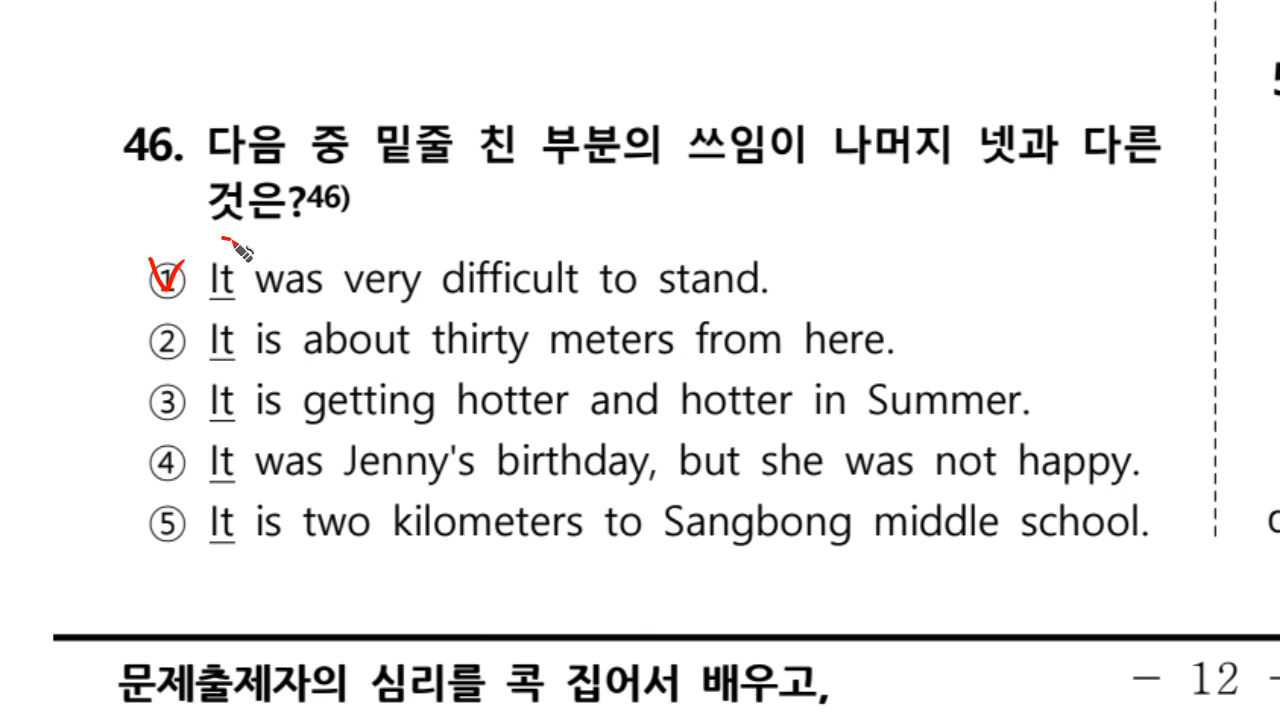 46. 다음 중 밑줄 친 부분의 쓰임이 나머지 넷과 다른
것은?46)
① It was very difficult to stand.
② It is about thirty meters from here.
③ It is getting hotter and hotter in Summer.
④ It was Jenny's birthday, but she was not happy.
⑤ It is two kilometers to Sangbong middle school.
문제출제자의 심리를 콕 집어서 배우고,
- 12 -